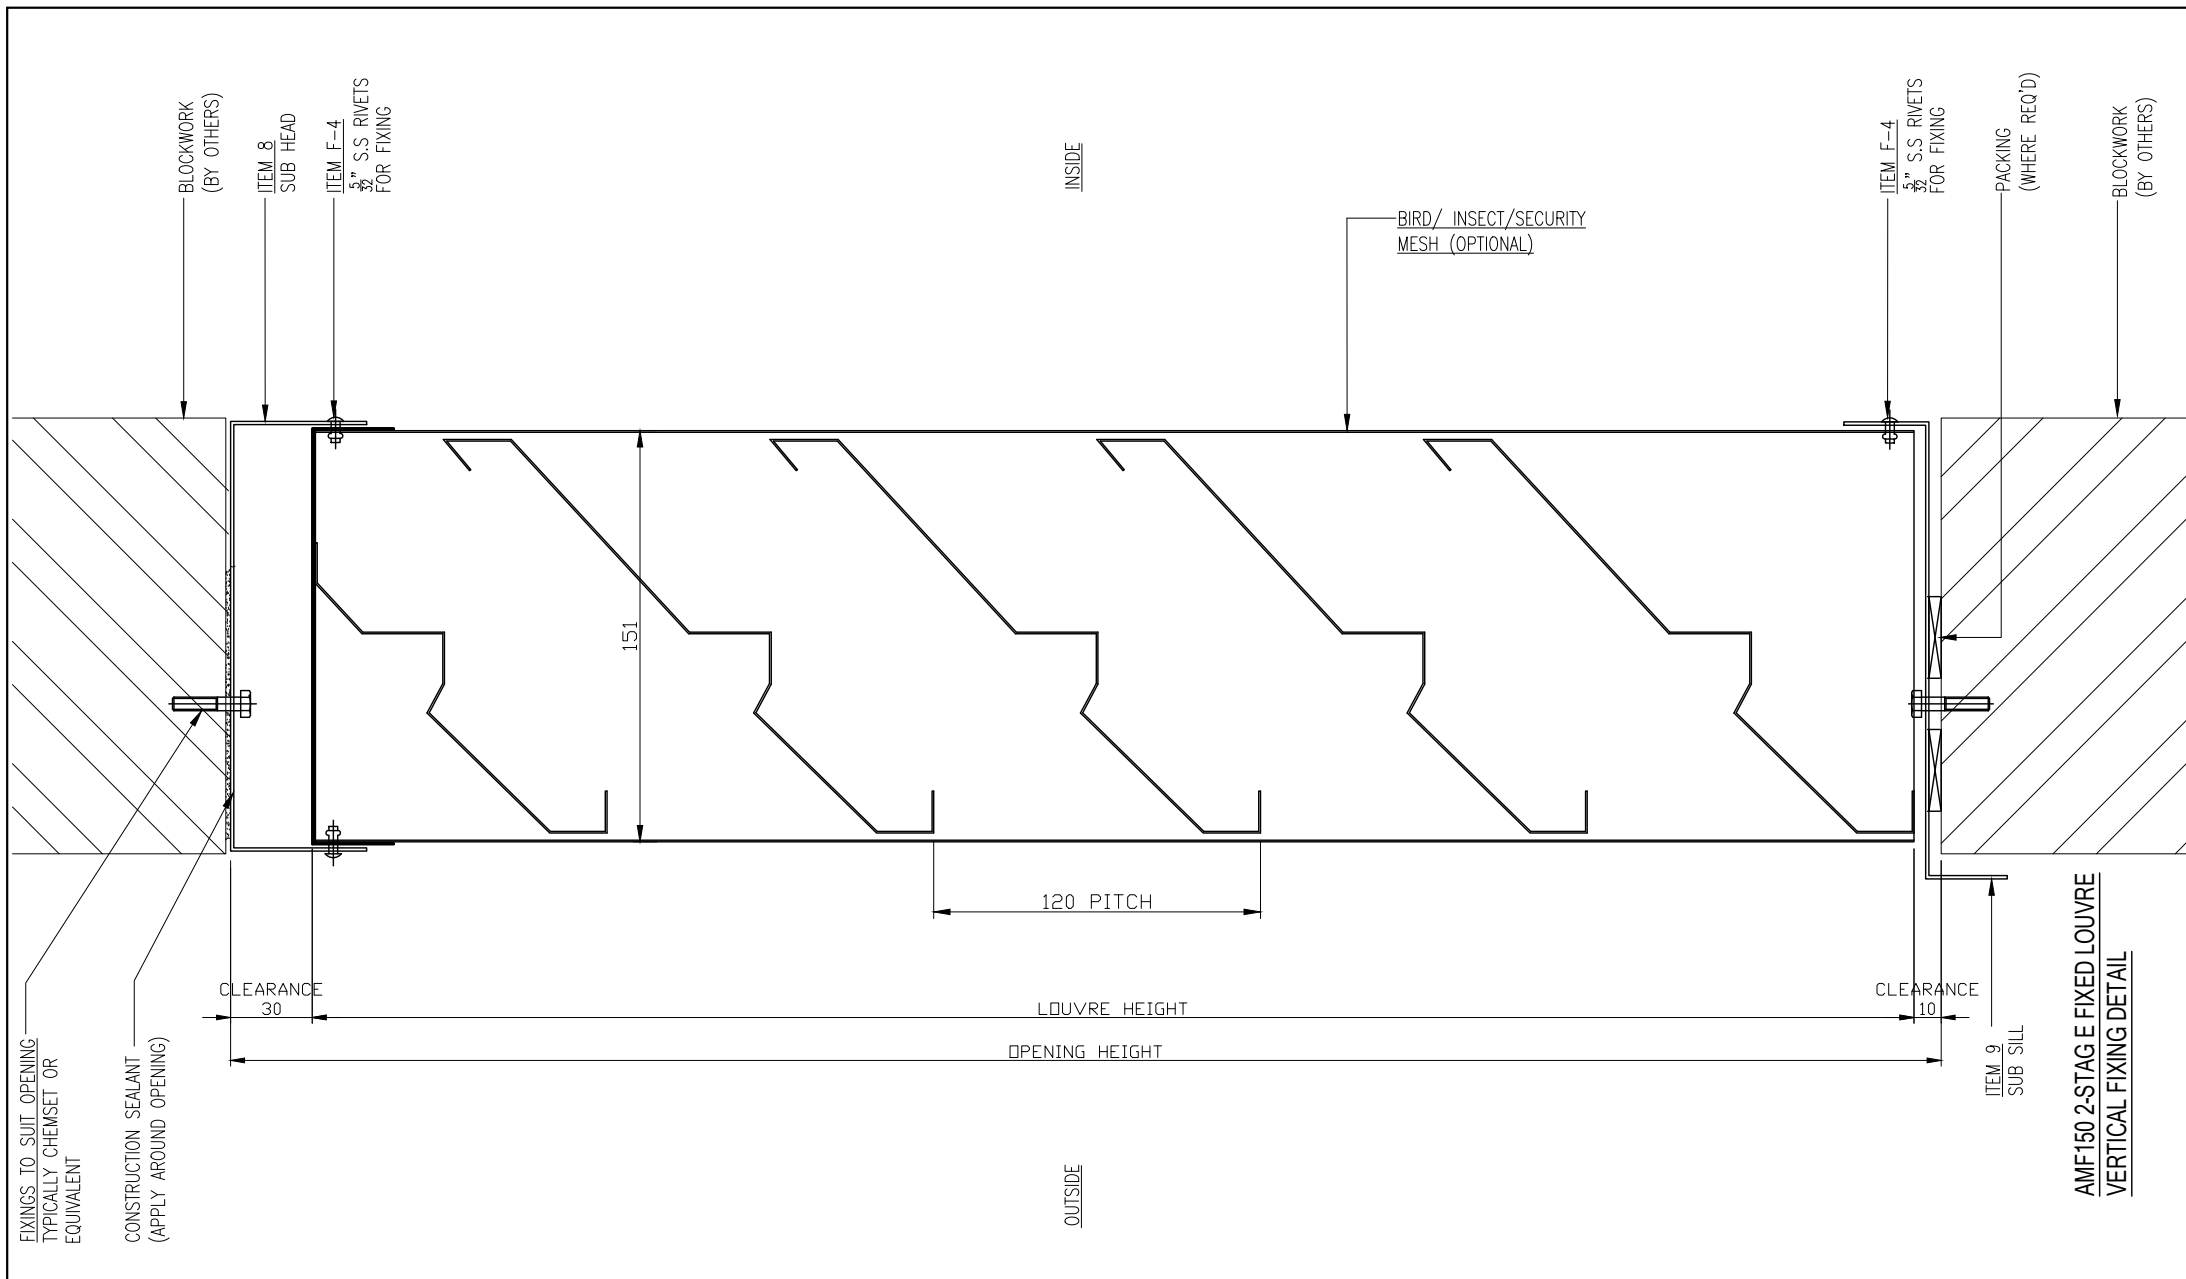 BLOCKWORK
(BY OTHERS)
ITEM 8
SUB HEAD
ITEM F-4
5/32" S.S RIVETS
FOR FIXING
INSIDE
BIRD/ INSECT/SECURITY
MESH (OPTIONAL)
ITEM F-4
5/32" S.S RIVETS
FOR FIXING
PACKING
(WHERE REQ'D)
BLOCKWORK
(BY OTHERS)
151
120 PITCH
CLEARANCE
30
LOUVRE HEIGHT
CLEARANCE
10
OPENING HEIGHT
FIXINGS TO SUIT OPENING
TYPICALLY CHEMSET OR
EQUIVALENT
CONSTRUCTION SEALANT
(APPLY AROUND OPENING)
OUTSIDE
ITEM 9
SUB SILL
AMF150 2-STAG E FIXED LOUVRE
VERTICAL FIXING DETAIL